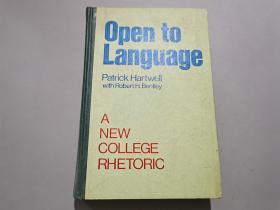 Open to
Language
Patrick Hartwell
with Robert H. Bentley
A
NEW
COLLEGE
RHETORIC